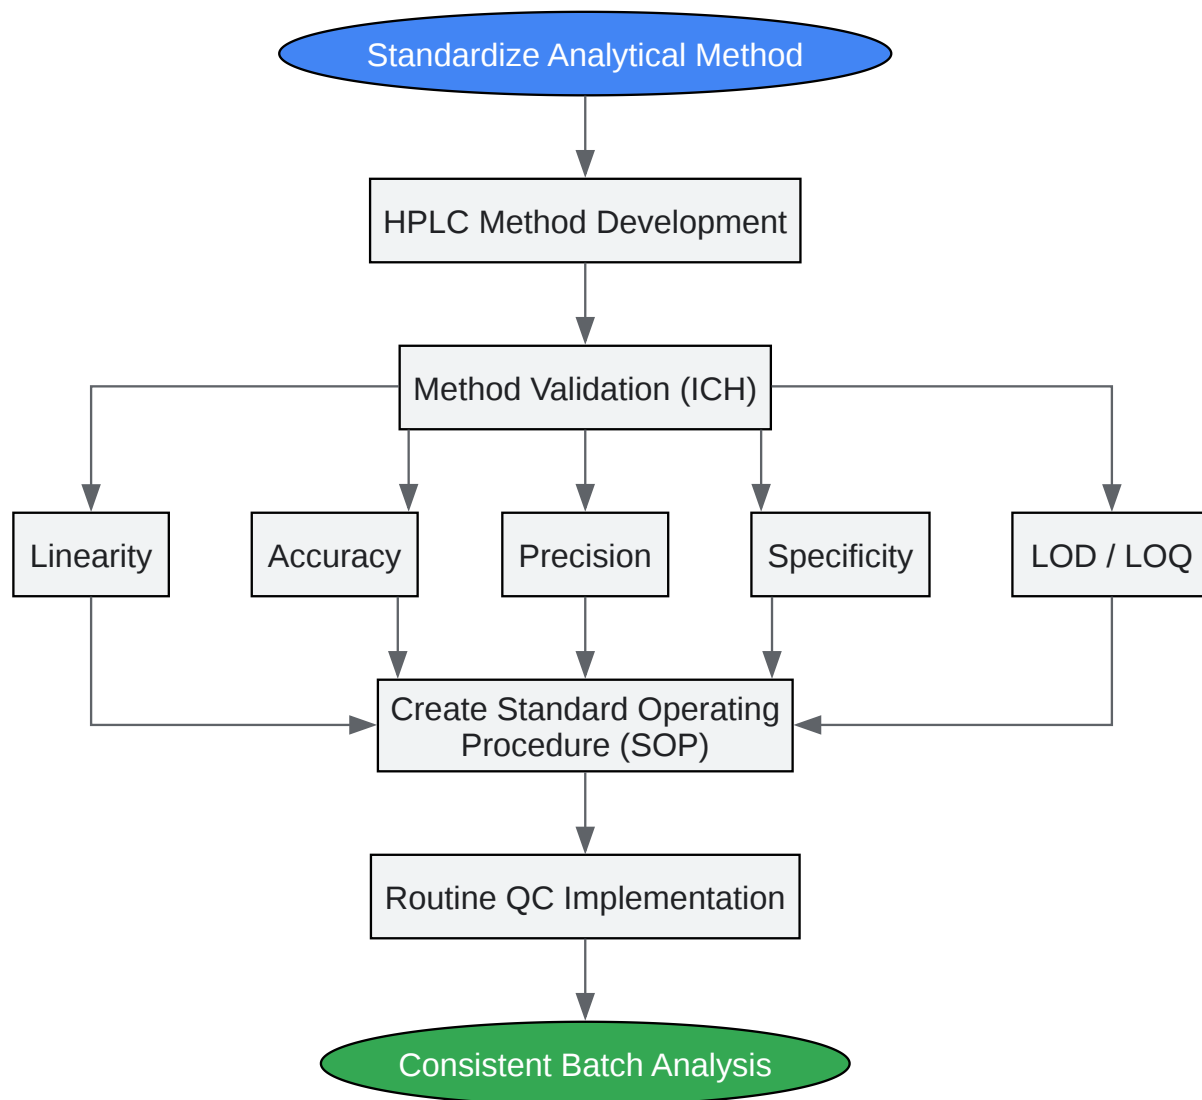 Standardize Analytical Method
HPLC Method Development
Method Validation (ICH)
Linearity
Accuracy
Precision
Specificity
LOD / LOQ
Create Standard Operating
Procedure (SOP)
Routine QC Implementation
Consistent Batch Analysis